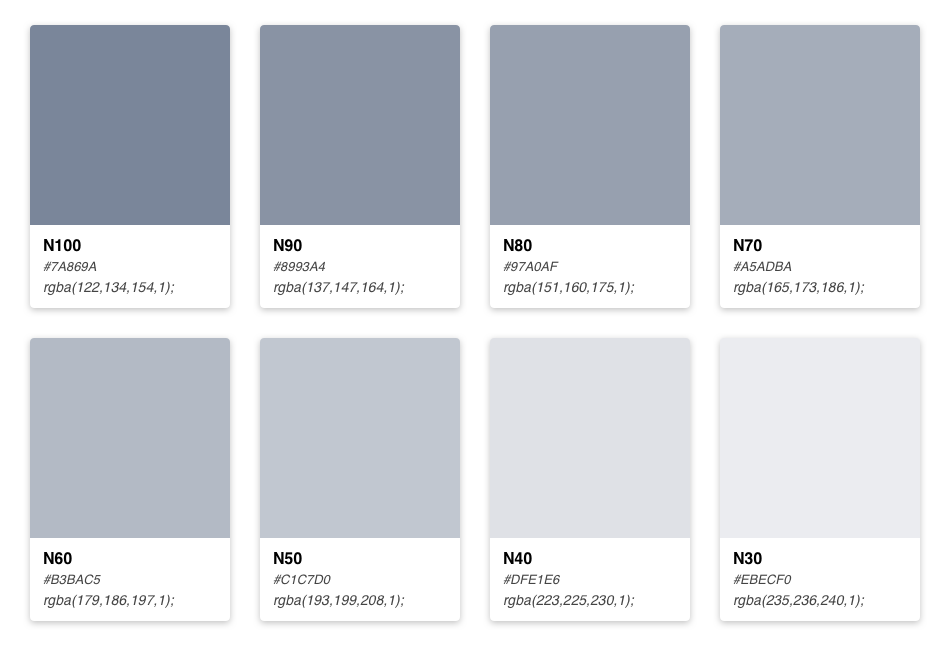 N100
#7A869A
rgba(122,134,154,1);
N90
#8993A4
rgba(137,147,164,1);
N80
#97A0AF
rgba(151,160,175,1);
N70
#A5ADBA
rgba(165,173,186,1);
N60
#B3BAC5
rgba(179,186,197,1);
N50
#C1C7D0
rgba(193,199,208,1);
N40
#DFE1E6
rgba(223,225,230,1);
N30
#EBECF0
rgba(235,236,240,1);